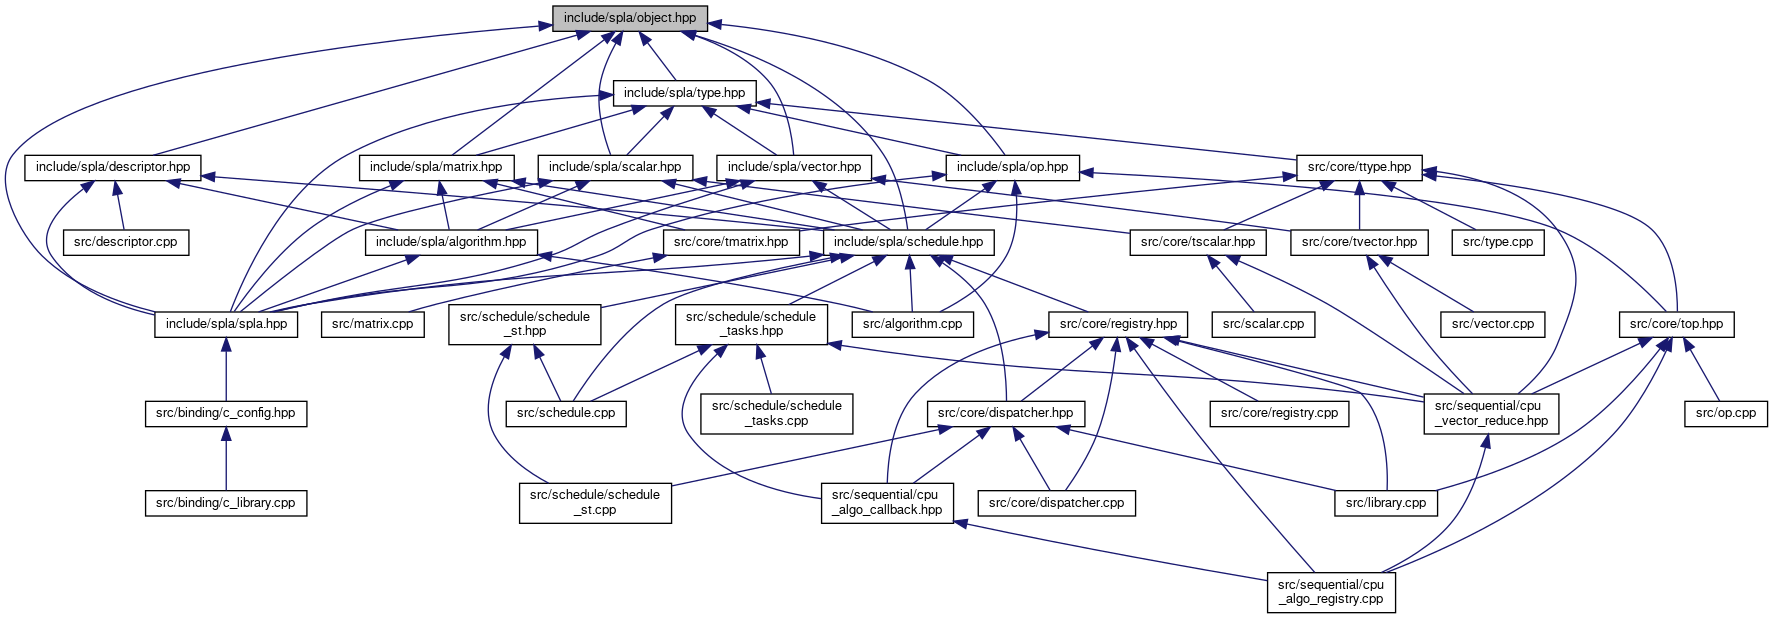 include/spla/object.hpp
include/spla/type.hpp
include/spla/descriptor.hpp
include/spla/matrix.hpp
include/spla/scalar.hpp
include/spla/vector.hpp
include/spla/op.hpp
src/core/ttype.hpp
src/descriptor.cpp
include/spla/algorithm.hpp
src/core/tmatrix.hpp
include/spla/schedule.hpp
src/core/tscalar.hpp
src/core/tvector.hpp
src/type.cpp
include/spla/spla.hpp
src/matrix.cpp
src/schedule/schedule
_st.hpp
src/schedule/schedule
_tasks.hpp
src/algorithm.cpp
src/core/registry.hpp
src/scalar.cpp
src/vector.cpp
src/core/top.hpp
src/binding/c_config.hpp
src/schedule.cpp
src/schedule/schedule
_tasks.cpp
src/core/dispatcher.hpp
src/core/registry.cpp
src/sequential/cpu
_vector_reduce.hpp
src/op.cpp
src/binding/c_library.cpp
src/schedule/schedule
_st.cpp
src/sequential/cpu
_algo_callback.hpp
src/core/dispatcher.cpp
src/library.cpp
src/sequential/cpu
_algo_registry.cpp